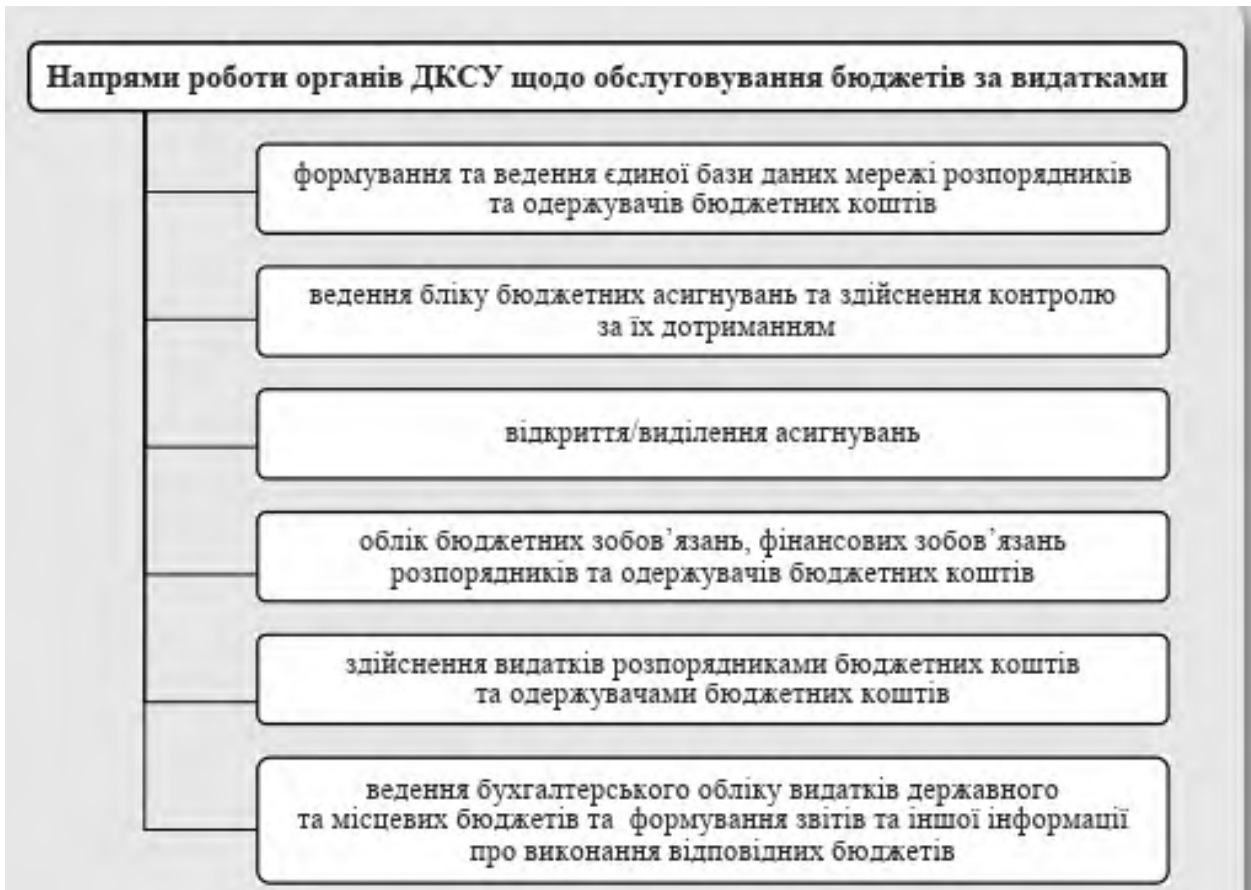 Напрями роботи органів ДКСУ щодо обслуговування бюджетів за видатками
формування та ведення єдиної бази даних мережі розпорядників
та одержувачів бюджетних коштів
ведення бліку бюджетних асигнувань та здійснення контролю
за їх дотриманням
відкриття/виділення асигнувань
облік бюджетних зобов’язань, фінансових зобов’язань
розпорядників та одержувачів бюджетних коштів
здійснення видатків розпорядниками бюджетних коштів
та одержувачами бюджетних коштів
ведення бухгалтерського обліку видатків державного
та місцевих бюджетів та формування звітів та іншої інформації
про виконання відповідних бюджетів